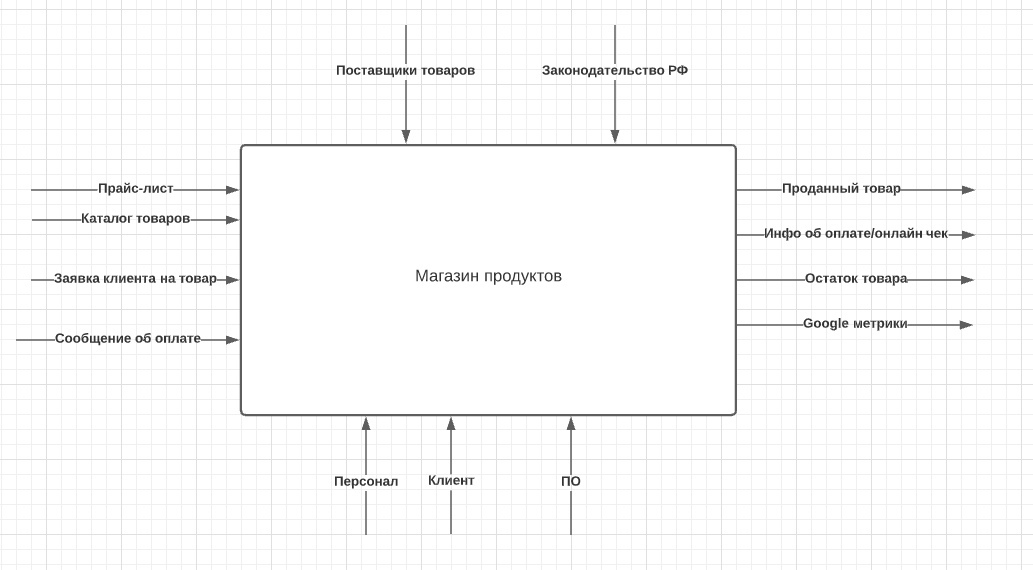 Поставщики товаров
Законодательство РФ
Прайс-лист
Каталог товаров
Заявка клиента на товар
Сообщение об оплате
Магазин продуктов
Проданный товар
Инфо об оплате/онлайн чек
Остаток товара
Google метрики
Персонал
Клиент
ПО